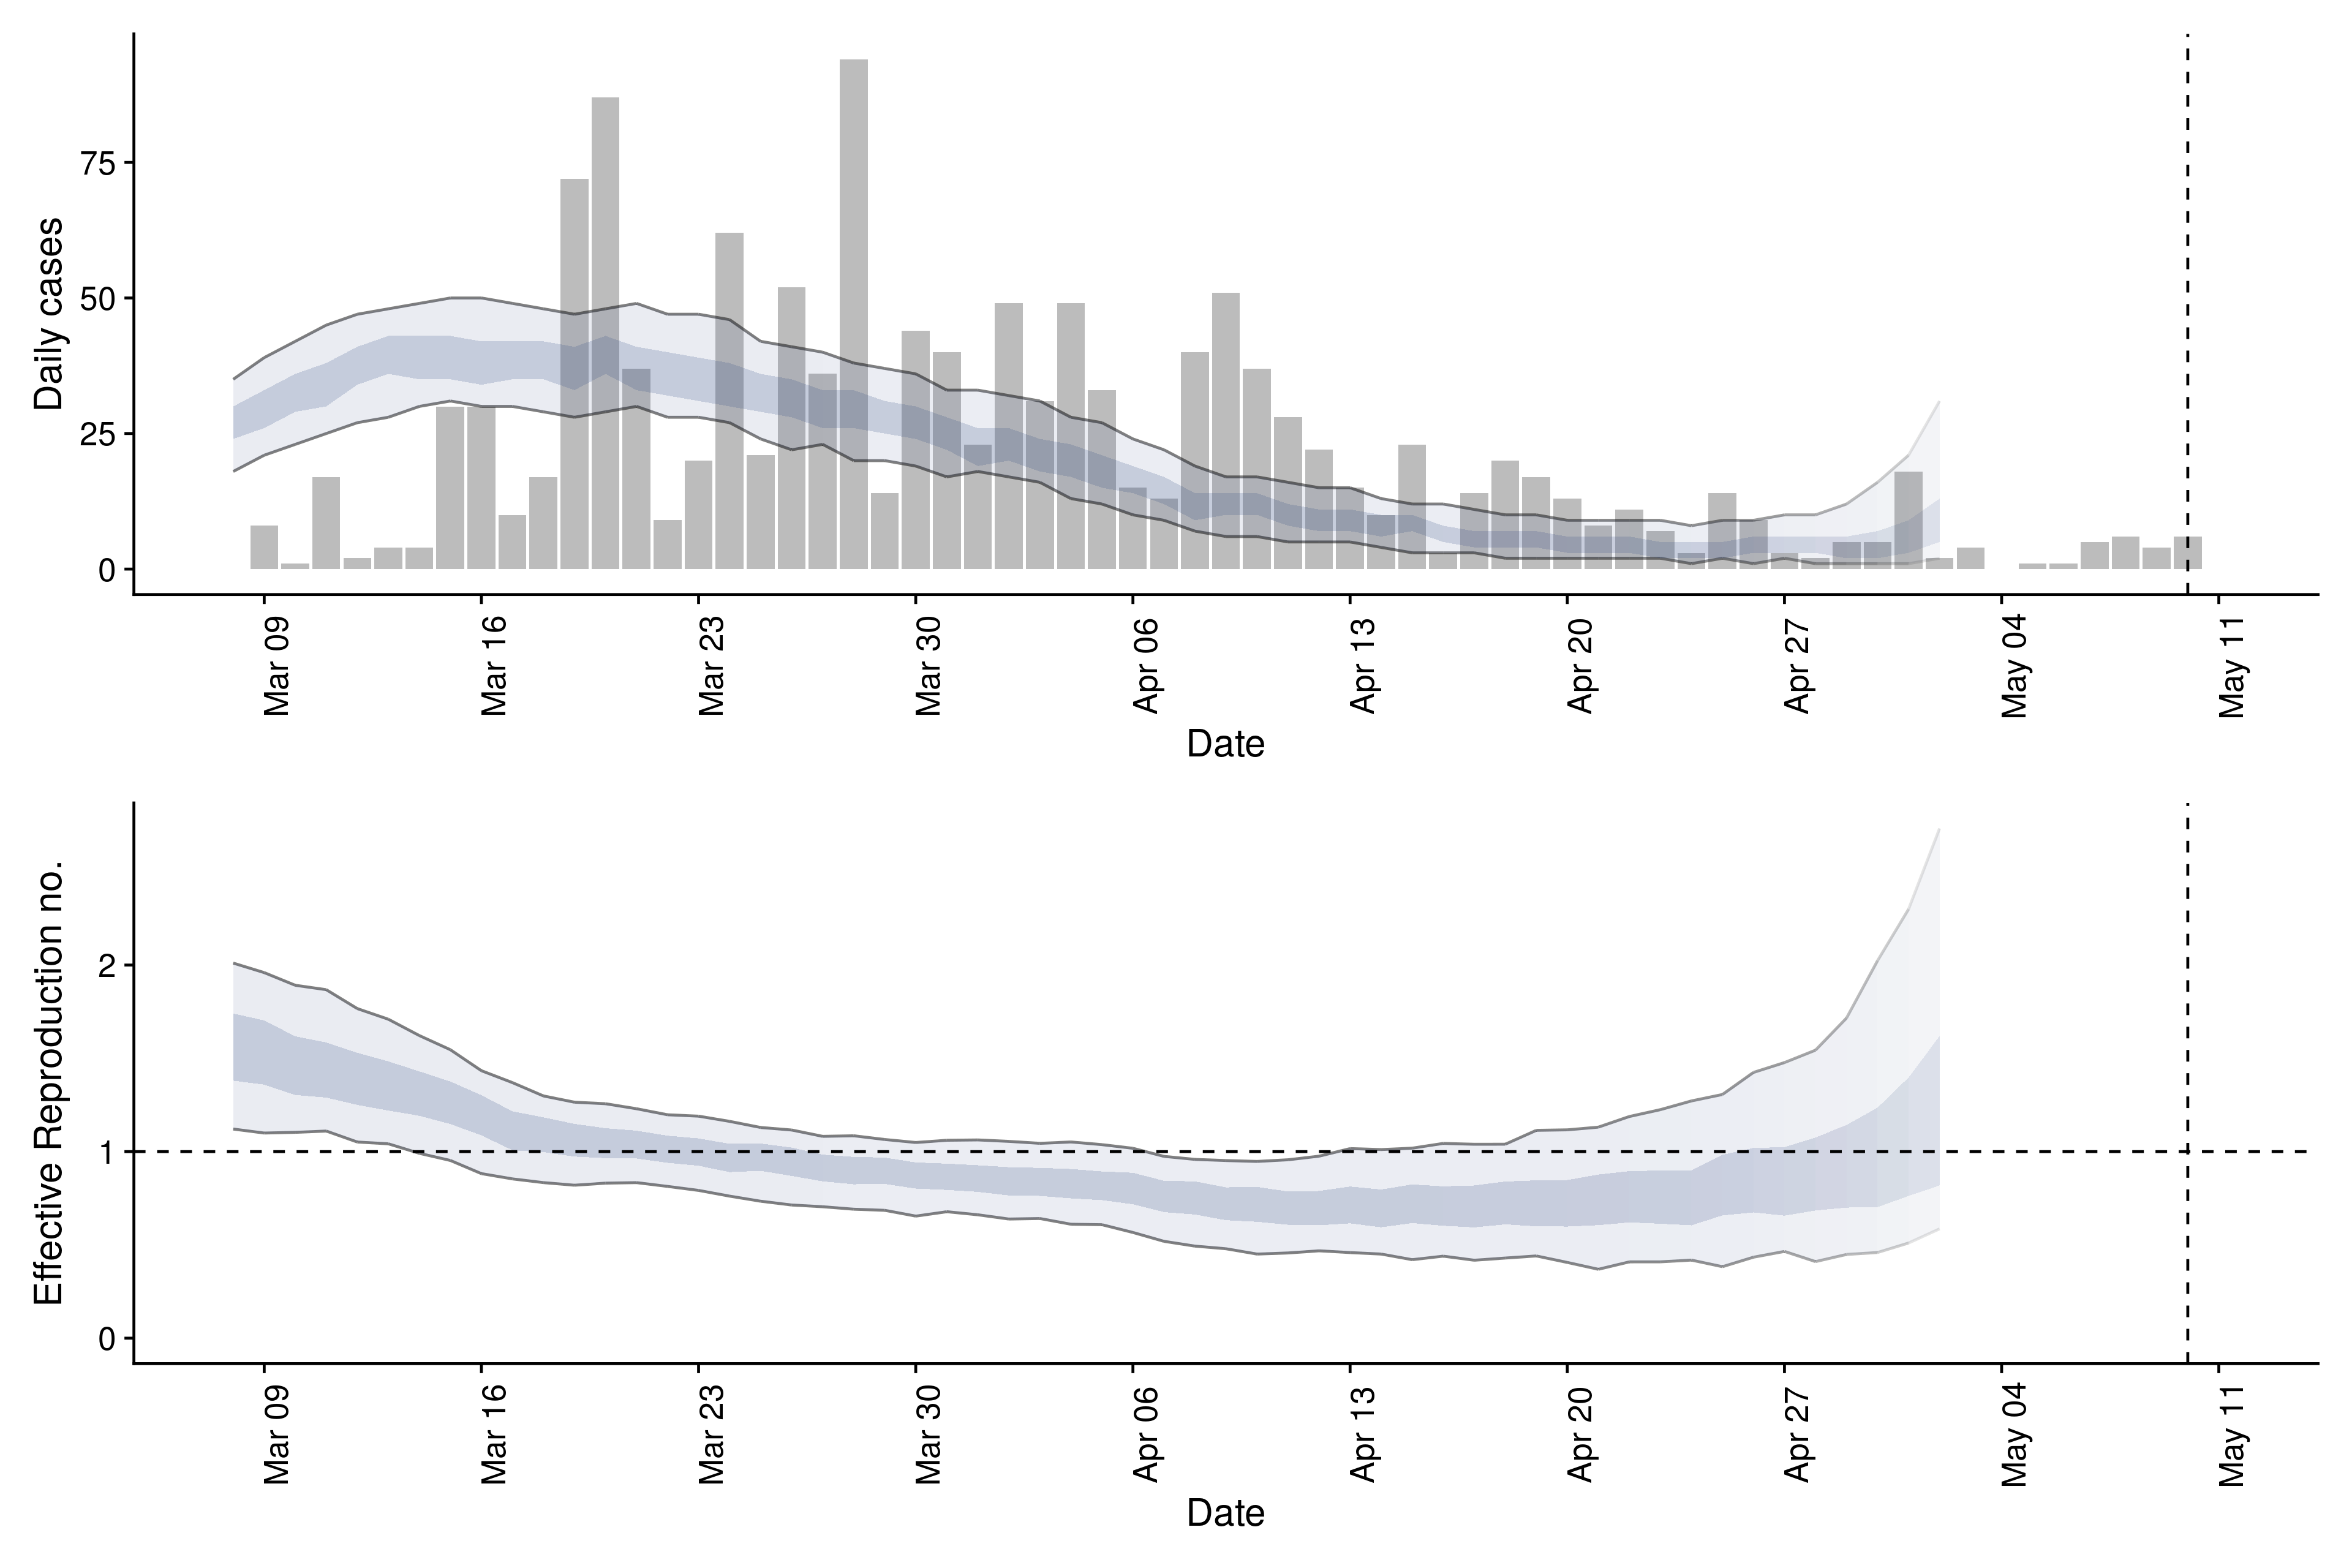 Daily cases
75
50
25
0
Mar 09
Mar 16
Mar 23
Mar 30
Apr 06
Apr 13
Apr 20
Apr 27
May 04
May 11
Date
Effective Reproduction no.
2
1
0
Mar 09
Mar 16
Mar 23
Mar 30
Apr 06
Apr 13
Apr 20
Apr 27
May 04
May 11
Date